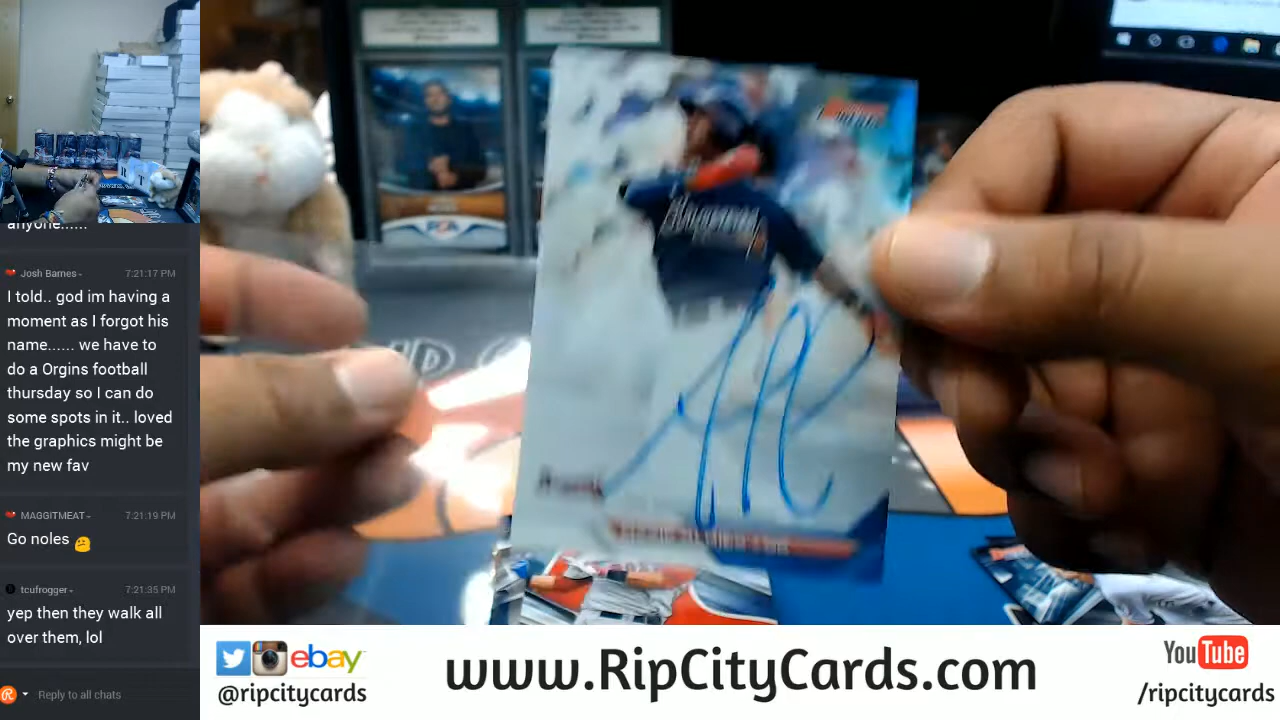 anyone......
Josh Barnes- 7:21:17 PM
I told.. god im having a
moment as I forgot his
name...... we have to
do a Orgins football
thursday so I can do
some spots in it.. loved
the graphics might be
my new fav
MAGGITMEAT- 7:21:19 PM
Go noles
tcufrogger- 7:21:35 PM
yep then they walk all
over them, lol
Reply to all chats
ebay
@ripcitycards
www.RipCityCards.com
YouTube
/ripcitycards